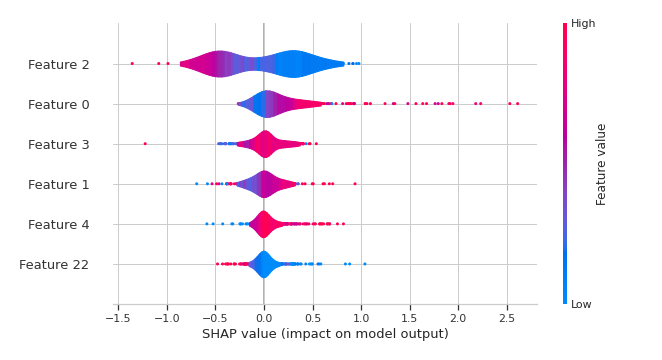 High
Feature 2
Feature 0
Feature 3
Feature 1
Feature 4
Feature 22
Feature value
Low
−1.5 −1.0 −0.5 0.0 0.5 1.0 1.5 2.0 2.5
SHAP value (impact on model output)